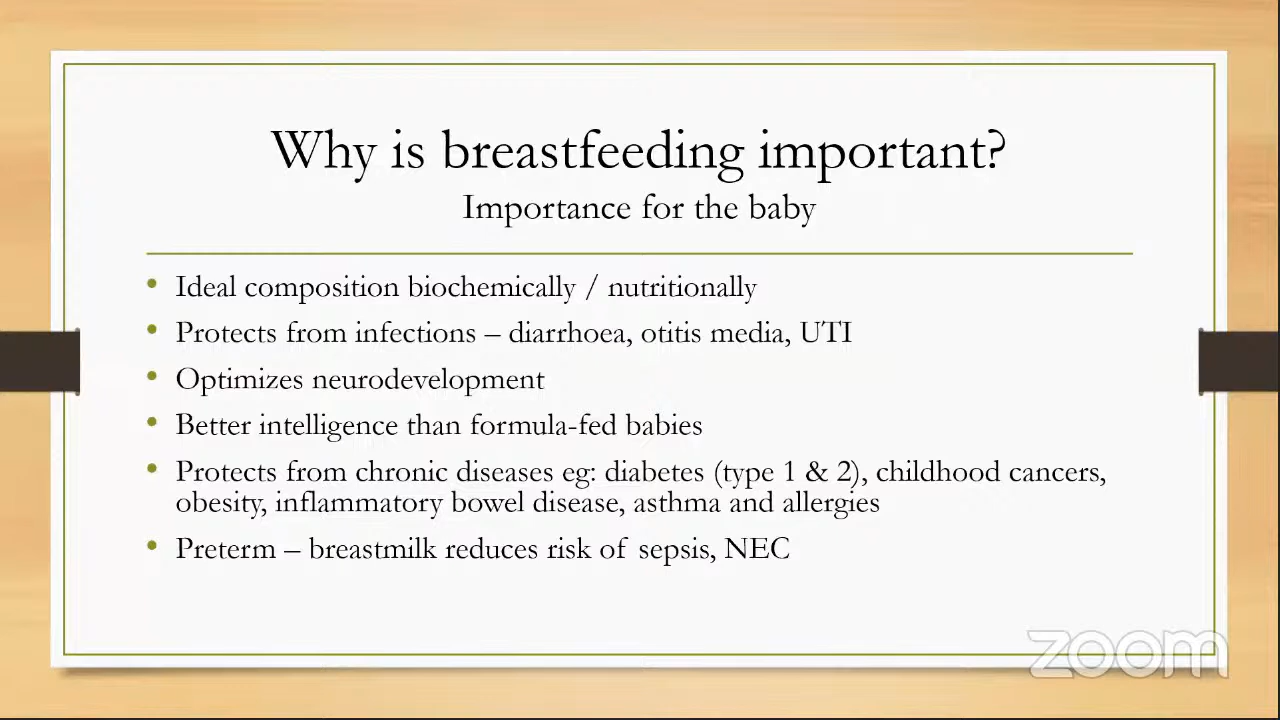 Why is breastfeeding important?
Importance for the baby
• Ideal composition biochemically / nutritionally
• Protects from infections – diarrhoea, otitis media, UTI
• Optimizes neurodevelopment
• Better intelligence than formula-fed babies
• Protects from chronic diseases eg: diabetes (type 1 & 2), childhood cancers,
obesity, inflammatory bowel disease, asthma and allergies
• Preterm – breastmilk reduces risk of sepsis, NEC
zoom